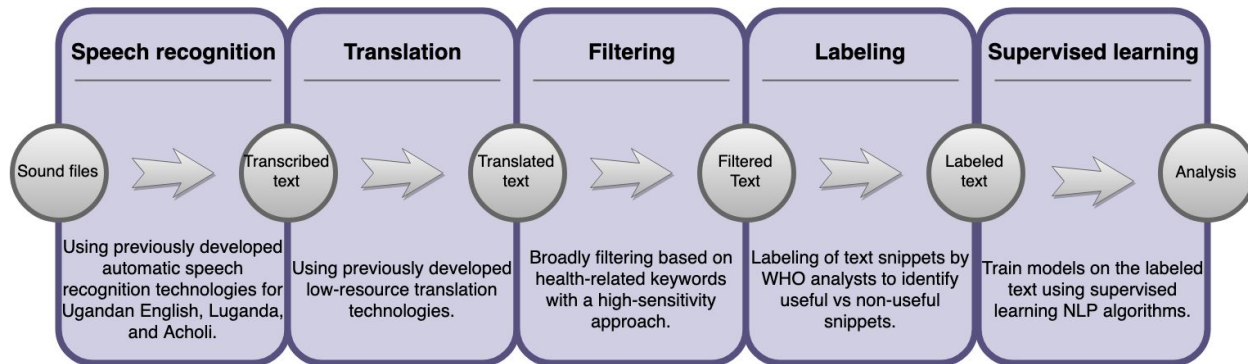 Speech recognition
Translation
Filtering
Labeling
Supervised learning
Sound files
Transcribed
text
Translated
text
Filtered
Text
Labeled
text
Analysis
Using previously developed
automatic speech
recognition technologies for
Ugandan English, Luganda,
and Acholi.
Using previously developed
low-resource translation
technologies.
Broadly filtering based on
health-related keywords
with a high-sensitivity
approach.
Labeling of text snippets by
WHO analysts to identify
useful vs non-useful
snippets.
Train models on the labeled
text using supervised
learning NLP algorithms.